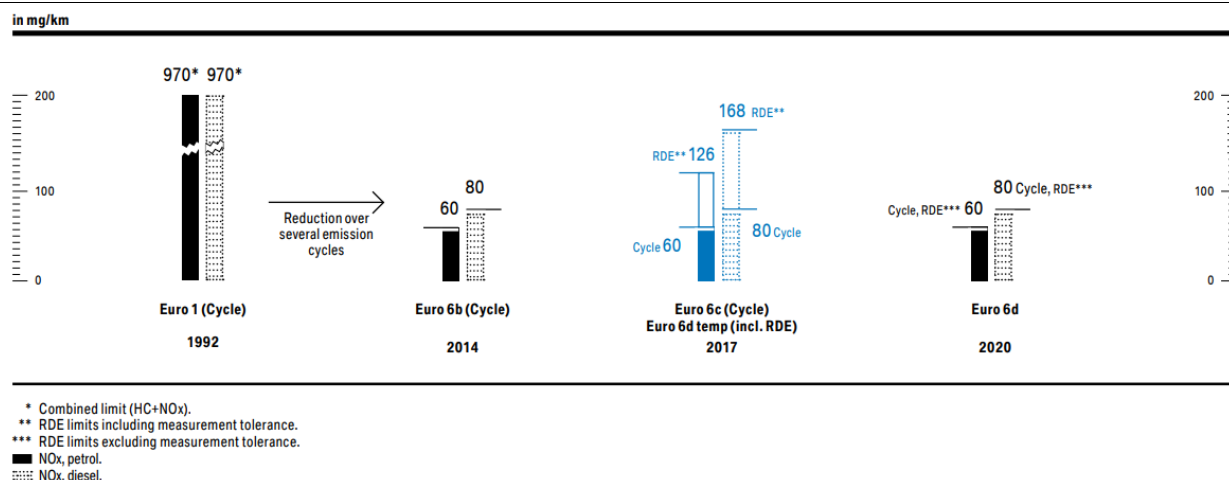 in mg/km
970* 970*
200
100
0
Reduction over
several emission
cycles
60
80
168 RDE**
RDE** 126
Cycle 60
80 Cycle
80 Cycle, RDE***
Cycle, RDE*** 60
200
100
0
Euro 1 (Cycle)
1992
Euro 6b (Cycle)
2014
Euro 6c (Cycle)
Euro 6d temp (incl. RDE)
2017
Euro 6d
2020
* Combined limit (HC+NOx).
** RDE limits including measurement tolerance.
*** RDE limits excluding measurement tolerance.
NOx, petrol.
NOx, diesel.